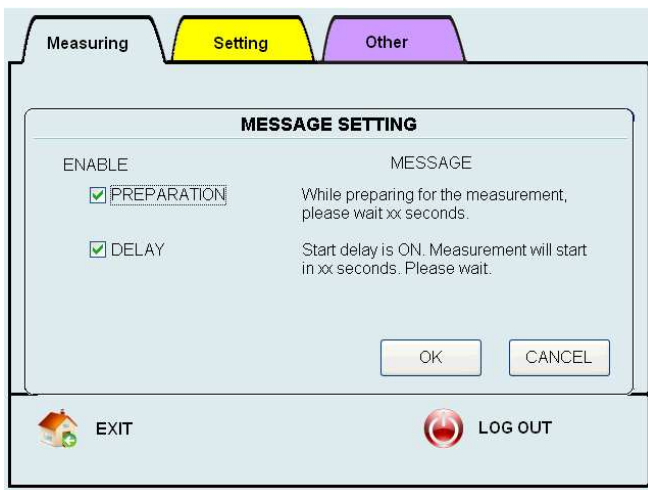 Measuring
Setting
Other
MESSAGE SETTING
ENABLE
MESSAGE
PREPARATION
While preparing for the measurement,
please wait xx seconds.
DELAY
Start delay is ON. Measurement will start
in xx seconds. Please wait.
OK
CANCEL
EXIT
LOG OUT